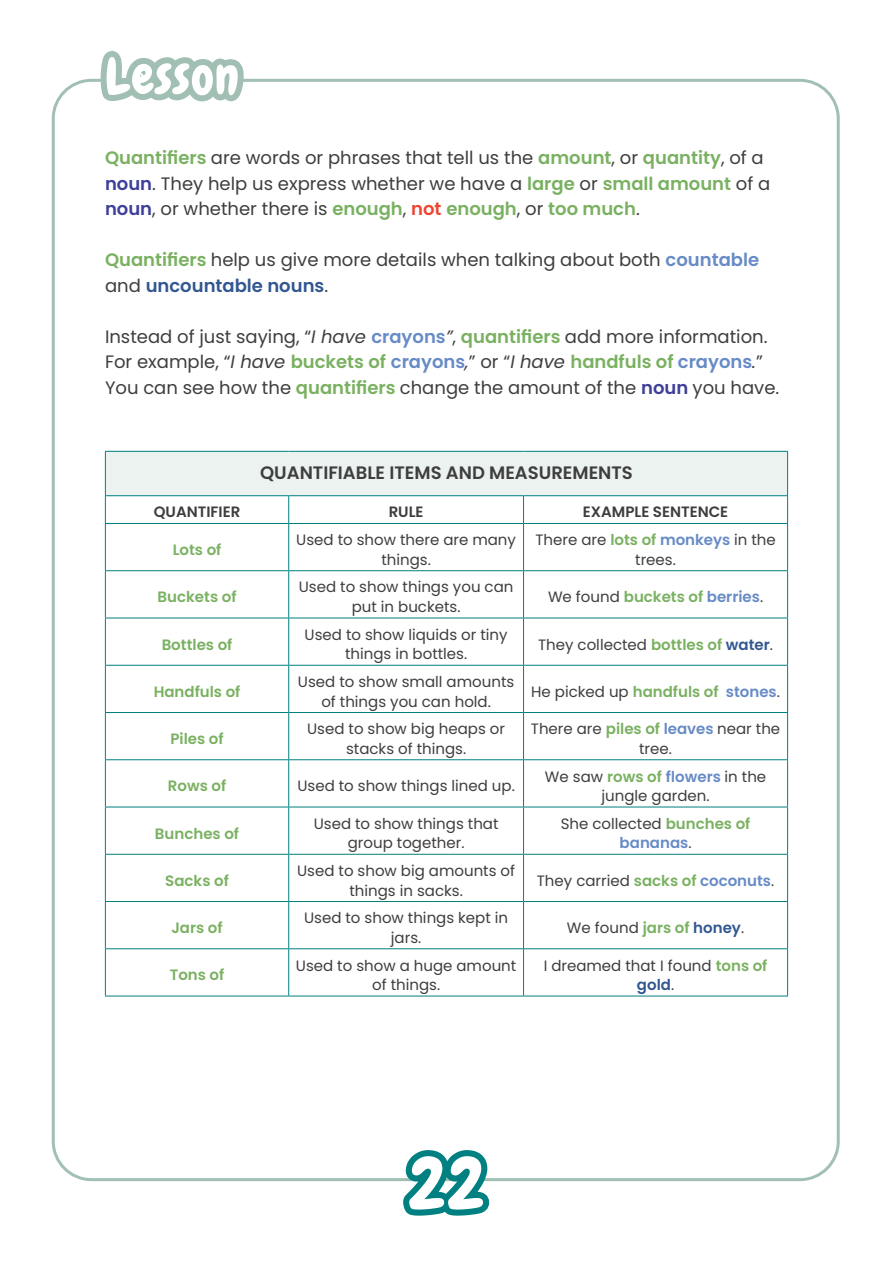 Lesson
Quantifiers are words or phrases that tell us the amount, or quantity, of a
noun. They help us express whether we have a large or small amount of a
noun, or whether there is enough, not enough, or too much.
Quantifiers help us give more details when talking about both countable
and uncountable nouns.
Instead of just saying, “I have crayons”, quantifiers add more information.
For example, “I have buckets of crayons,” or “I have handfuls of crayons.”
You can see how the quantifiers change the amount of the noun you have.
QUANTIFIABLE ITEMS AND MEASUREMENTS
QUANTIFIER RULE EXAMPLE SENTENCE
Lots of
Used to show there are many
things.
There are lots of monkeys in the
trees.
Buckets of
Used to show things you can
put in buckets.
We found buckets of berries.
Bottles of
Used to show liquids or tiny
things in bottles.
They collected bottles of water.
Handfuls of
Used to show small amounts
of things you can hold.
He picked up handfuls of stones.
Piles of
Used to show big heaps or
stacks of things.
There are piles of leaves near the
tree.
Rows of
Used to show things lined up.
We saw rows of flowers in the
jungle garden.
Bunches of
Used to show things that
group together.
She collected bunches of
bananas.
Sacks of
Used to show big amounts of
things in sacks.
They carried sacks of coconuts.
Jars of
Used to show things kept in
jars.
We found jars of honey.
Tons of
Used to show a huge amount
of things.
I dreamed that I found tons of
gold.
22